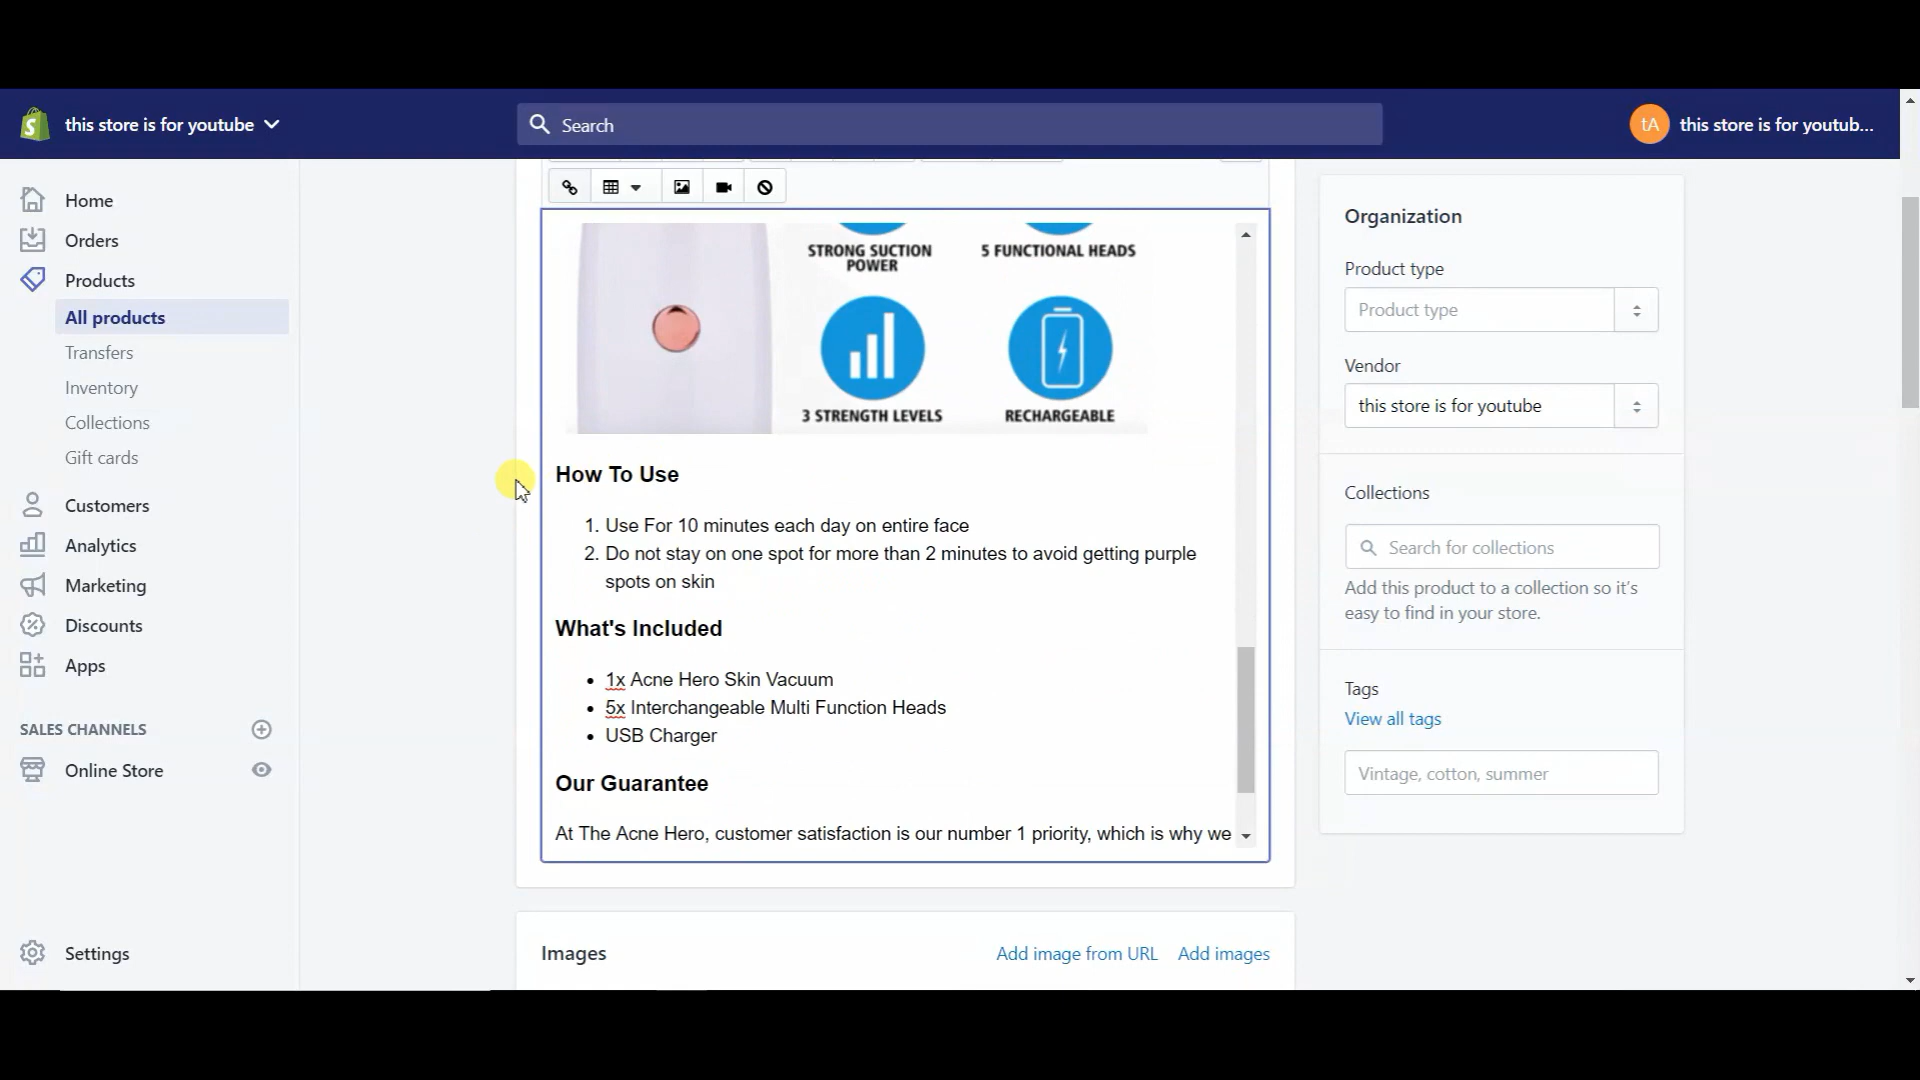 this store is for youtube
Search
tA
this store is for youtub...
Home
Orders
Products
All products
Transfers
Inventory
Collections
Gift cards
Customers
Analytics
Marketing
Discounts
Apps
SALES CHANNELS
Online Store
Settings
STRONG SUCTION
POWER
5 FUNCTIONAL HEADS
3 STRENGTH LEVELS
RECHARGEABLE
How To Use
1. Use For 10 minutes each day on entire face
2. Do not stay on one spot for more than 2 minutes to avoid getting purple
spots on skin
What's Included
• 1x Acne Hero Skin Vacuum
• 5x Interchangeable Multi Function Heads
• USB Charger
Our Guarantee
At The Acne Hero, customer satisfaction is our number 1 priority, which is why we
Images
Add image from URL
Add images
Organization
Product type
Product type
Vendor
this store is for youtube
Collections
Search for collections
Add this product to a collection so it's
easy to find in your store.
Tags
View all tags
Vintage, cotton, summer